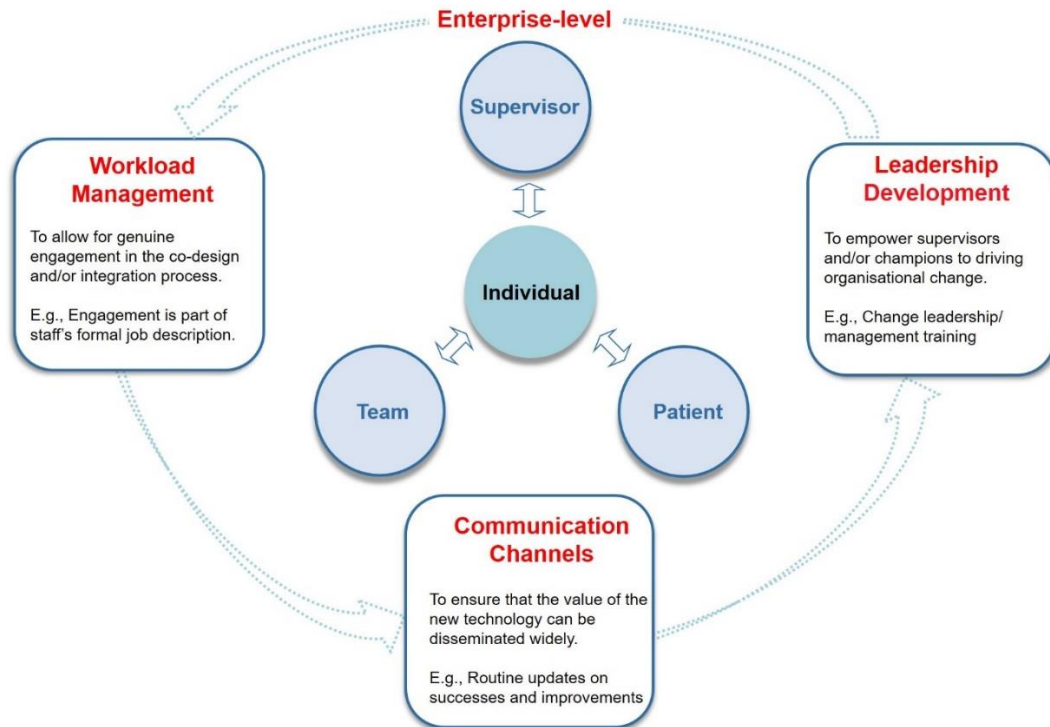 Enterprise-level
Supervisor
Workload
Management
To allow for genuine
engagement in the co-design
and/or integration process.
E.g., Engagement is part of
staff's formal job description.
Leadership
Development
To empower supervisors
and/or champions to driving
organisational change.
E.g., Change leadership/
management training
Individual
Team
Patient
Communication
Channels
To ensure that the value of the
new technology can be
disseminated widely.
E.g., Routine updates on
successes and improvements